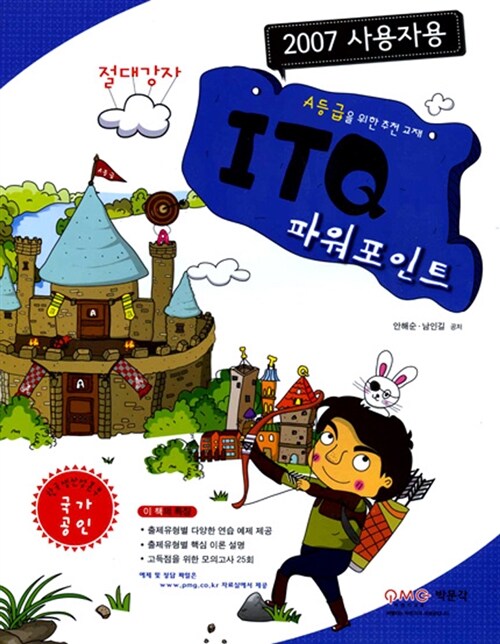 2007 사용자용
절대강자
A등급을 위한 추천 교재
ITQ
파워포인트
안해순·남인길 공저
A등급
A
국가
공인
이 책의 특징
• 출제유형별 다양한 연습 예제 제공
• 출제유형별 핵심 이론 설명
• 고득점을 위한 모의고사 25회
예제 및 정답 파일은
www.pmg.co.kr 자료실에서 제공
PMG 박문각